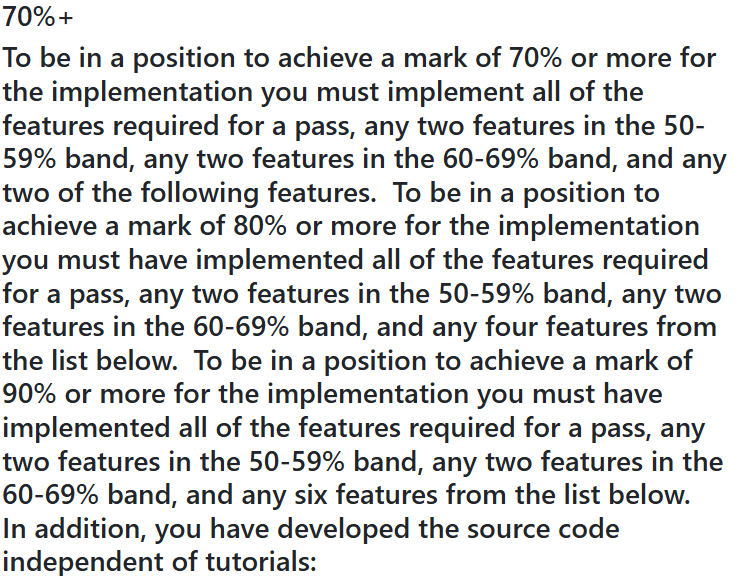 70%+
To be in a position to achieve a mark of 70% or more for
the implementation you must implement all of the
features required for a pass, any two features in the 50-
59% band, any two features in the 60-69% band, and any
two of the following features.  To be in a position to
achieve a mark of 80% or more for the implementation
you must have implemented all of the features required
for a pass, any two features in the 50-59% band, any two
features in the 60-69% band, and any four features from
the list below.  To be in a position to achieve a mark of
90% or more for the implementation you must have
implemented all of the features required for a pass, any
two features in the 50-59% band, any two features in the
60-69% band, and any six features from the list below.
In addition, you have developed the source code
independent of tutorials: